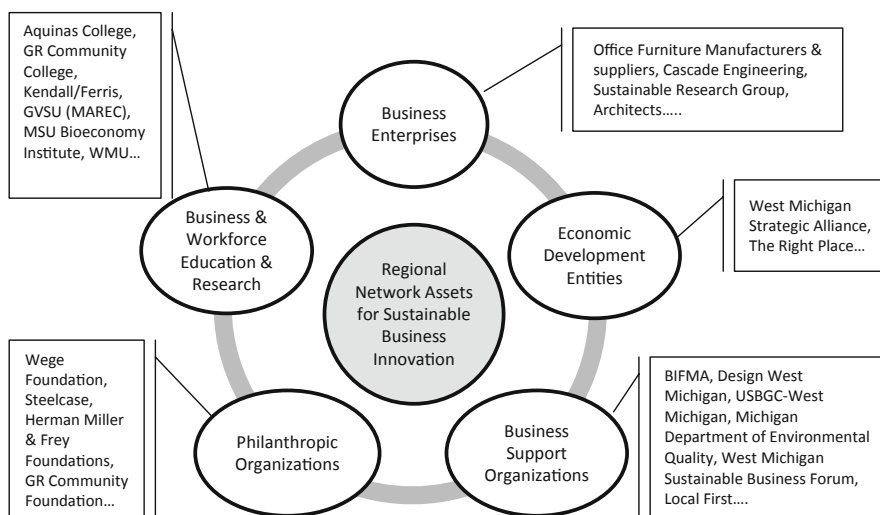 Aquinas College,
GR Community
College,
Kendall/Ferris,
GVSU (MAREC),
MSU Bioeconomy
Institute, WMU…
Business
Enterprises
Office Furniture Manufacturers &
suppliers, Cascade Engineering,
Sustainable Research Group,
Architects…..
Business &
Workforce
Education &
Research
Economic
Development
Entities
West Michigan
Strategic Alliance,
The Right Place…
Regional
Network Assets
for Sustainable
Business
Innovation
Wege
Foundation,
Steelcase,
Herman Miller
& Frey
Foundations,
GR Community
Foundation…
Philanthropic
Organizations
Business
Support
Organizations
BIFMA, Design West
Michigan, USBGC-West
Michigan, Michigan
Department of Environmental
Quality, West Michigan
Sustainable Business Forum,
Local First….